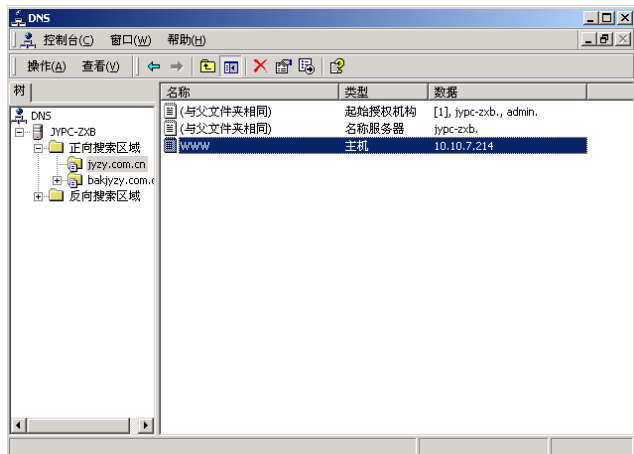 DNS
控制台(C) 窗口(W) 帮助(H)
操作(A) 查看(V)
树
名称 类型 数据
DNS
JYPC-ZXB
正向搜索区域
jyzy.com.cn
bakjyzy.com.c
反向搜索区域
(与父文件夹相同) 起始授权机构 [1], jypc-zxb., admin.
(与父文件夹相同) 名称服务器 jypc-zxb.
www 主机 10.10.7.214